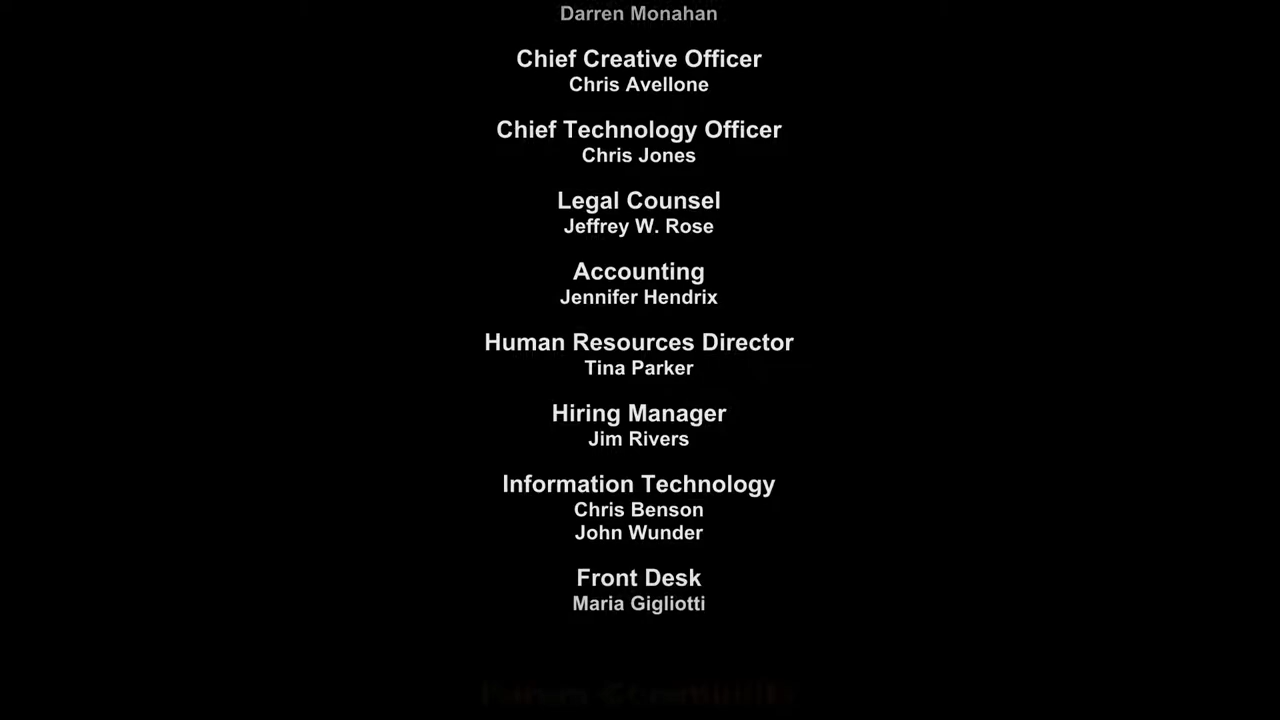 Darren Monahan
Chief Creative Officer
Chris Avellone
Chief Technology Officer
Chris Jones
Legal Counsel
Jeffrey W. Rose
Accounting
Jennifer Hendrix
Human Resources Director
Tina Parker
Hiring Manager
Jim Rivers
Information Technology
Chris Benson
John Wunder
Front Desk
Maria Gigliotti